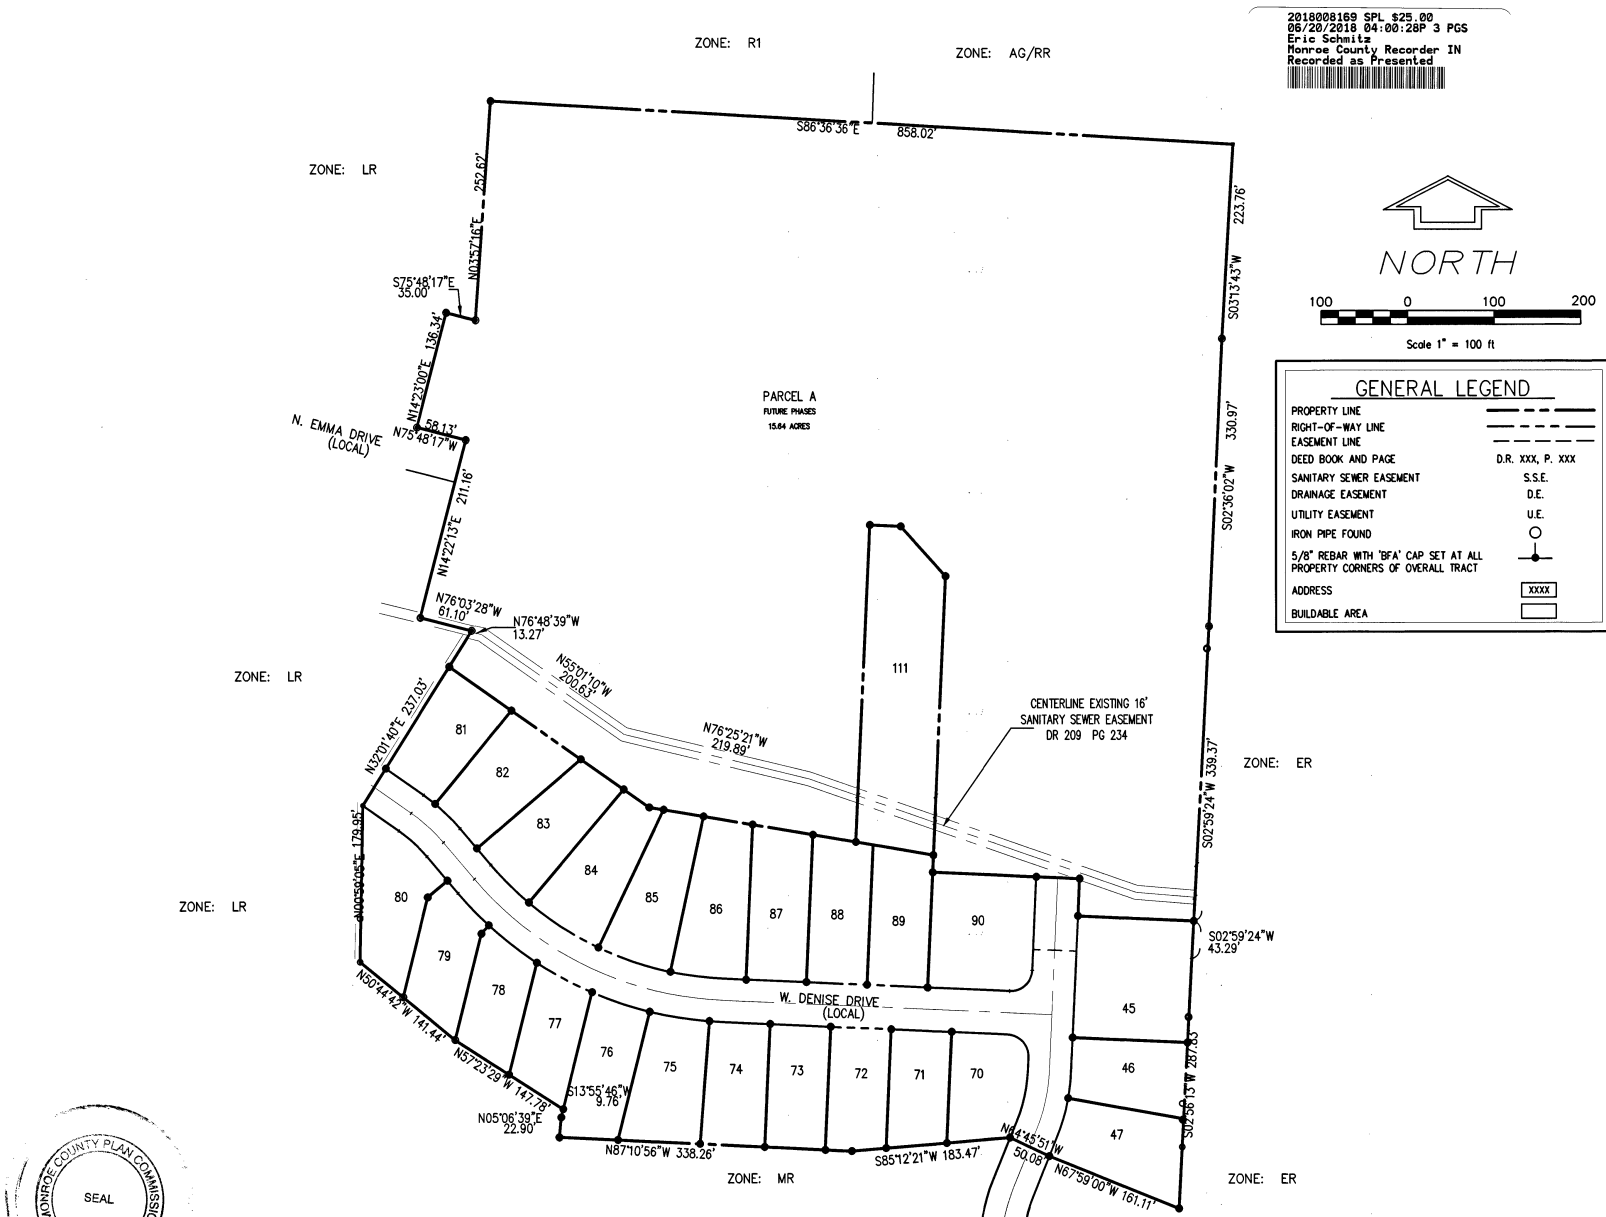 2018008169 SPL $25.00
06/20/2018 04:00:28P 3 PGS
Eric Schmitz
Monroe County Recorder IN
Recorded as Presented
ZONE: R1
ZONE: AG/RR
S86°36'36"E 858.02'
ZONE: LR
252.62'
N03°57'16"E
223.76'
S03°13'43"W
NORTH
S75°48'17"E
35.00'
100 0 100 200
Scale 1" = 100 ft
N14°23'00"E 136.34'
PARCEL A
FUTURE PHASES
15.64 ACRES
GENERAL LEGEND
PROPERTY LINE
RIGHT-OF-WAY LINE
EASEMENT LINE
DEED BOOK AND PAGE D.R. XXX, P. XXX
SANITARY SEWER EASEMENT S.S.E.
DRAINAGE EASEMENT D.E.
UTILITY EASEMENT U.E.
IRON PIPE FOUND
5/8" REBAR WITH 'BFA' CAP SET AT ALL
PROPERTY CORNERS OF OVERALL TRACT
ADDRESS XXXX
BUILDABLE AREA
N. EMMA DRIVE
(LOCAL)
58.13'
N75°48'17"W
330.97'
S02°36'02"W
N14°22'13"E 211.16'
N76°03'28"W
61.10'
N76°48'39"W
13.27'
N55°01'10"W
200.63'
111
ZONE: LR
N32°01'40"E 237.03'
N76°25'21"W
219.89'
CENTERLINE EXISTING 16'
SANITARY SEWER EASEMENT
DR 209 PG 234
81
82
83
84
85
86
87
88
89
90
S02°59'24"W 339.37'
ZONE: ER
N00°59'05"E 179.95'
ZONE: LR
80
79
78
77
76
75
74
73
72
71
70
W. DENISE DRIVE
(LOCAL)
S02°59'24"W
43.29'
45
46
47
N50°44'42"W 141.44'
N57°23'29"W 147.78'
S13°55'46"W
9.76'
N05°06'39"E
22.90'
N87°10'56"W 338.26'
S85°12'21"W 183.47'
N64°45'51"W
50.08'
N67°59'00"W 161.11'
S02°56'13"W 287.83'
ZONE: MR
ZONE: ER
MONROE COUNTY PLAN COMMISSIO
SEAL